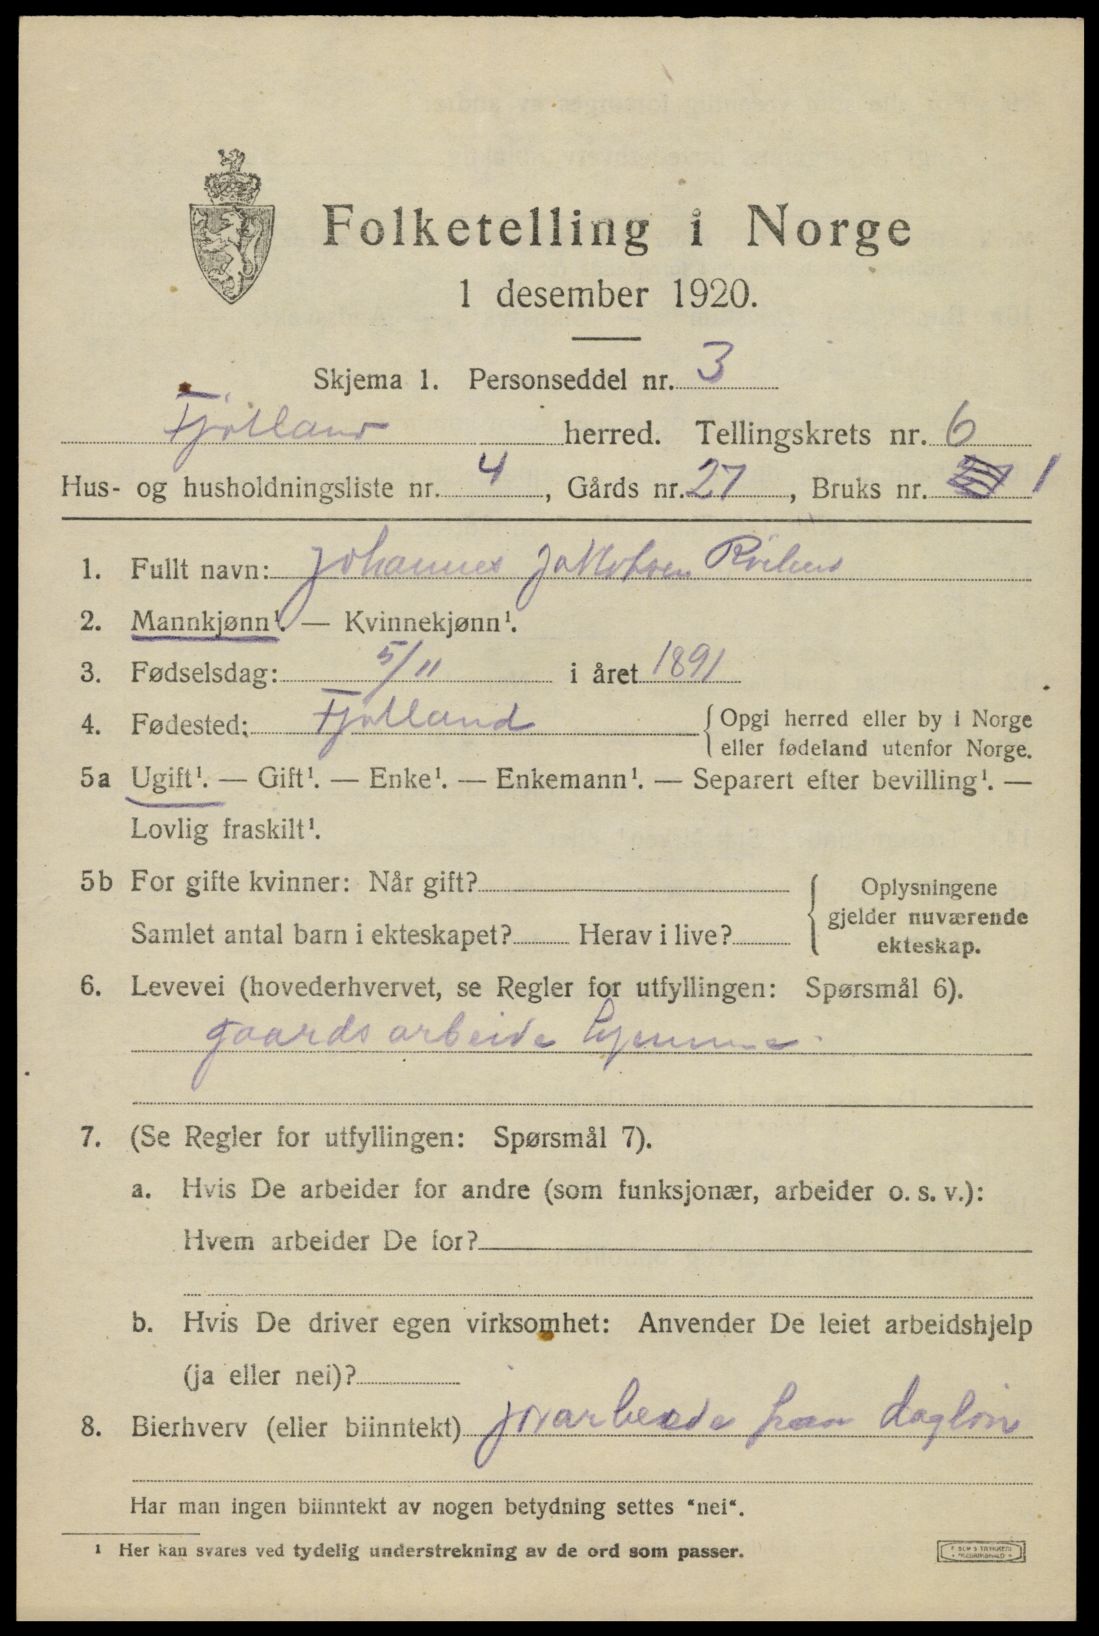 Folketelling i Norge
1 desember 1920.
Skjema 1. Personseddel nr. 3
Fjotland herred. Tellingskrets nr. 6
Hus- og husholdningsliste nr. 4, Gårds nr. 27, Bruks nr. 1
1. Fullt navn: Johannes Jakobsen
2. Mannkjønn¹. — Kvinnekjønn¹.
3. Fødselsdag: 5/11 i året 1891
4. Fødested: Fjotland {Opgi herred eller by i Norge
eller fødeland utenfor Norge.
5a Ugift¹. — Gift¹. — Enke¹. — Enkemann¹. — Separert efter bevilling¹. —
Lovlig fraskilt¹.
5b For gifte kvinner: Når gift?
Samlet antal barn i ekteskapet? Herav i live?
{ Oplysningene
gjelder nuværende
ekteskap.
6. Levevei (hovederhvervet, se Regler for utfyllingen: Spørsmål 6).
gaardsarbeide hjemme
7. (Se Regler for utfyllingen: Spørsmål 7).
a. Hvis De arbeider for andre (som funksjonær, arbeider o. s. v.):
Hvem arbeider De for?
b. Hvis De driver egen virksomhet: Anvender De leiet arbeidshjelp
(ja eller nei)?
8. Bierhverv (eller biinntekt) jorarbeide paa daglön
Har man ingen biinntekt av nogen betydning settes “nei“.
¹ Her kan svares ved tydelig understrekning av de ord som passer.